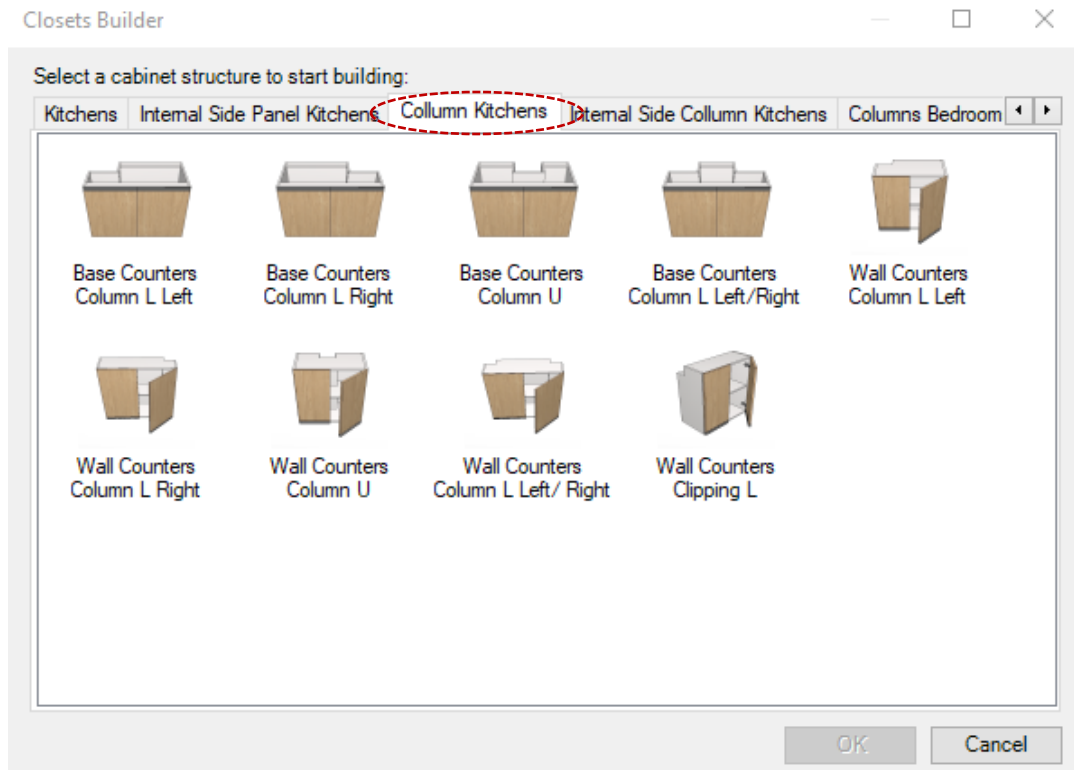 Closets Builder
Select a cabinet structure to start building:
Kitchens Internal Side Panel Kitchens Collumn Kitchens Internal Side Collumn Kitchens Columns Bedroom
Base Counters Base Counters Base Counters Base Counters Wall Counters
Column L Left Column L Right Column U Column L Left/Right Column L Left
Wall Counters Wall Counters Wall Counters Wall Counters
Column L Right Column U Column L Left/ Right Clipping L
OK Cancel